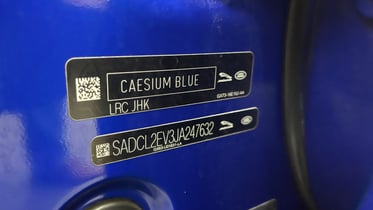 CAESIUM BLUE
LRC JHK
SADCL2EV3JA247632